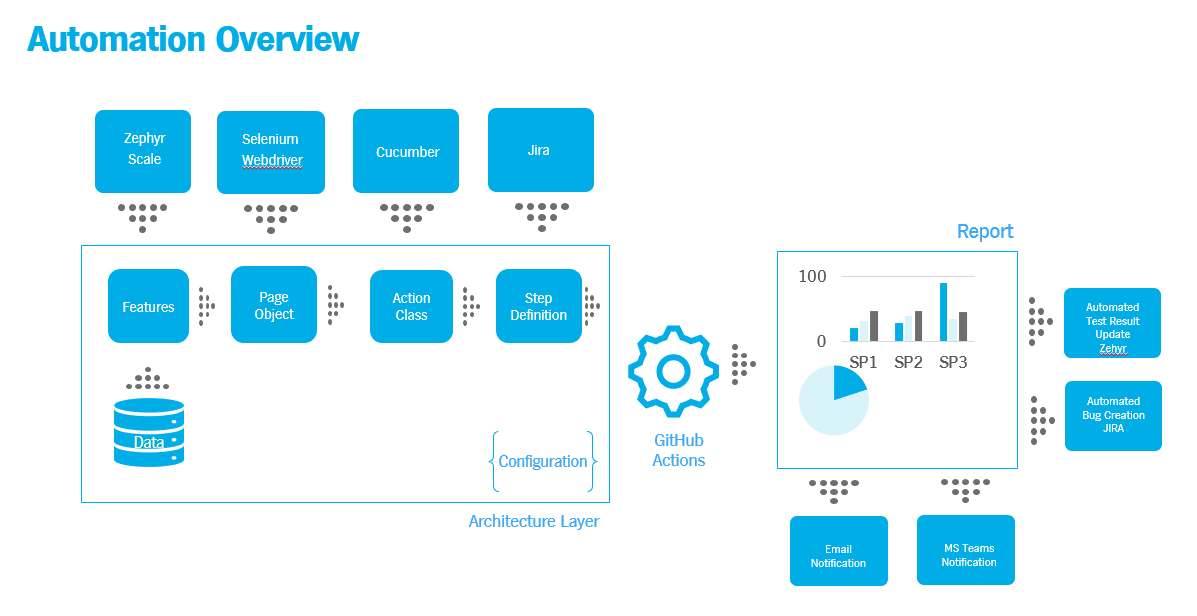 Automation Overview
Zephyr
Scale
Selenium
Webdriver
Cucumber
Jira
Features
Page
Object
Action
Class
Step
Definition
Data
Configuration
Architecture Layer
GitHub
Actions
Report
100
0
SP1 SP2 SP3
Automated
Test Result
Update
Zehyr
Automated
Bug Creation
JIRA
Email
Notification
MS Teams
Notification